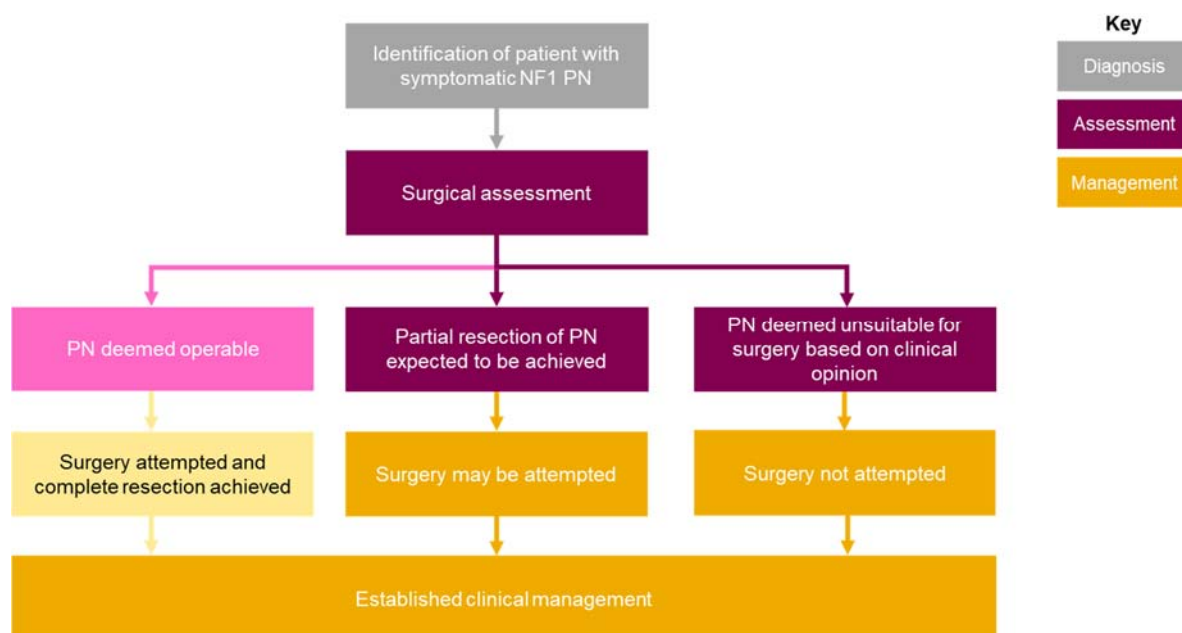 Identification of patient with
symptomatic NF1 PN
Key
Diagnosis
Assessment
Management
Surgical assessment
PN deemed operable
Partial resection of PN
expected to be achieved
PN deemed unsuitable for
surgery based on clinical
opinion
Surgery attempted and
complete resection achieved
Surgery may be attempted
Surgery not attempted
Established clinical management